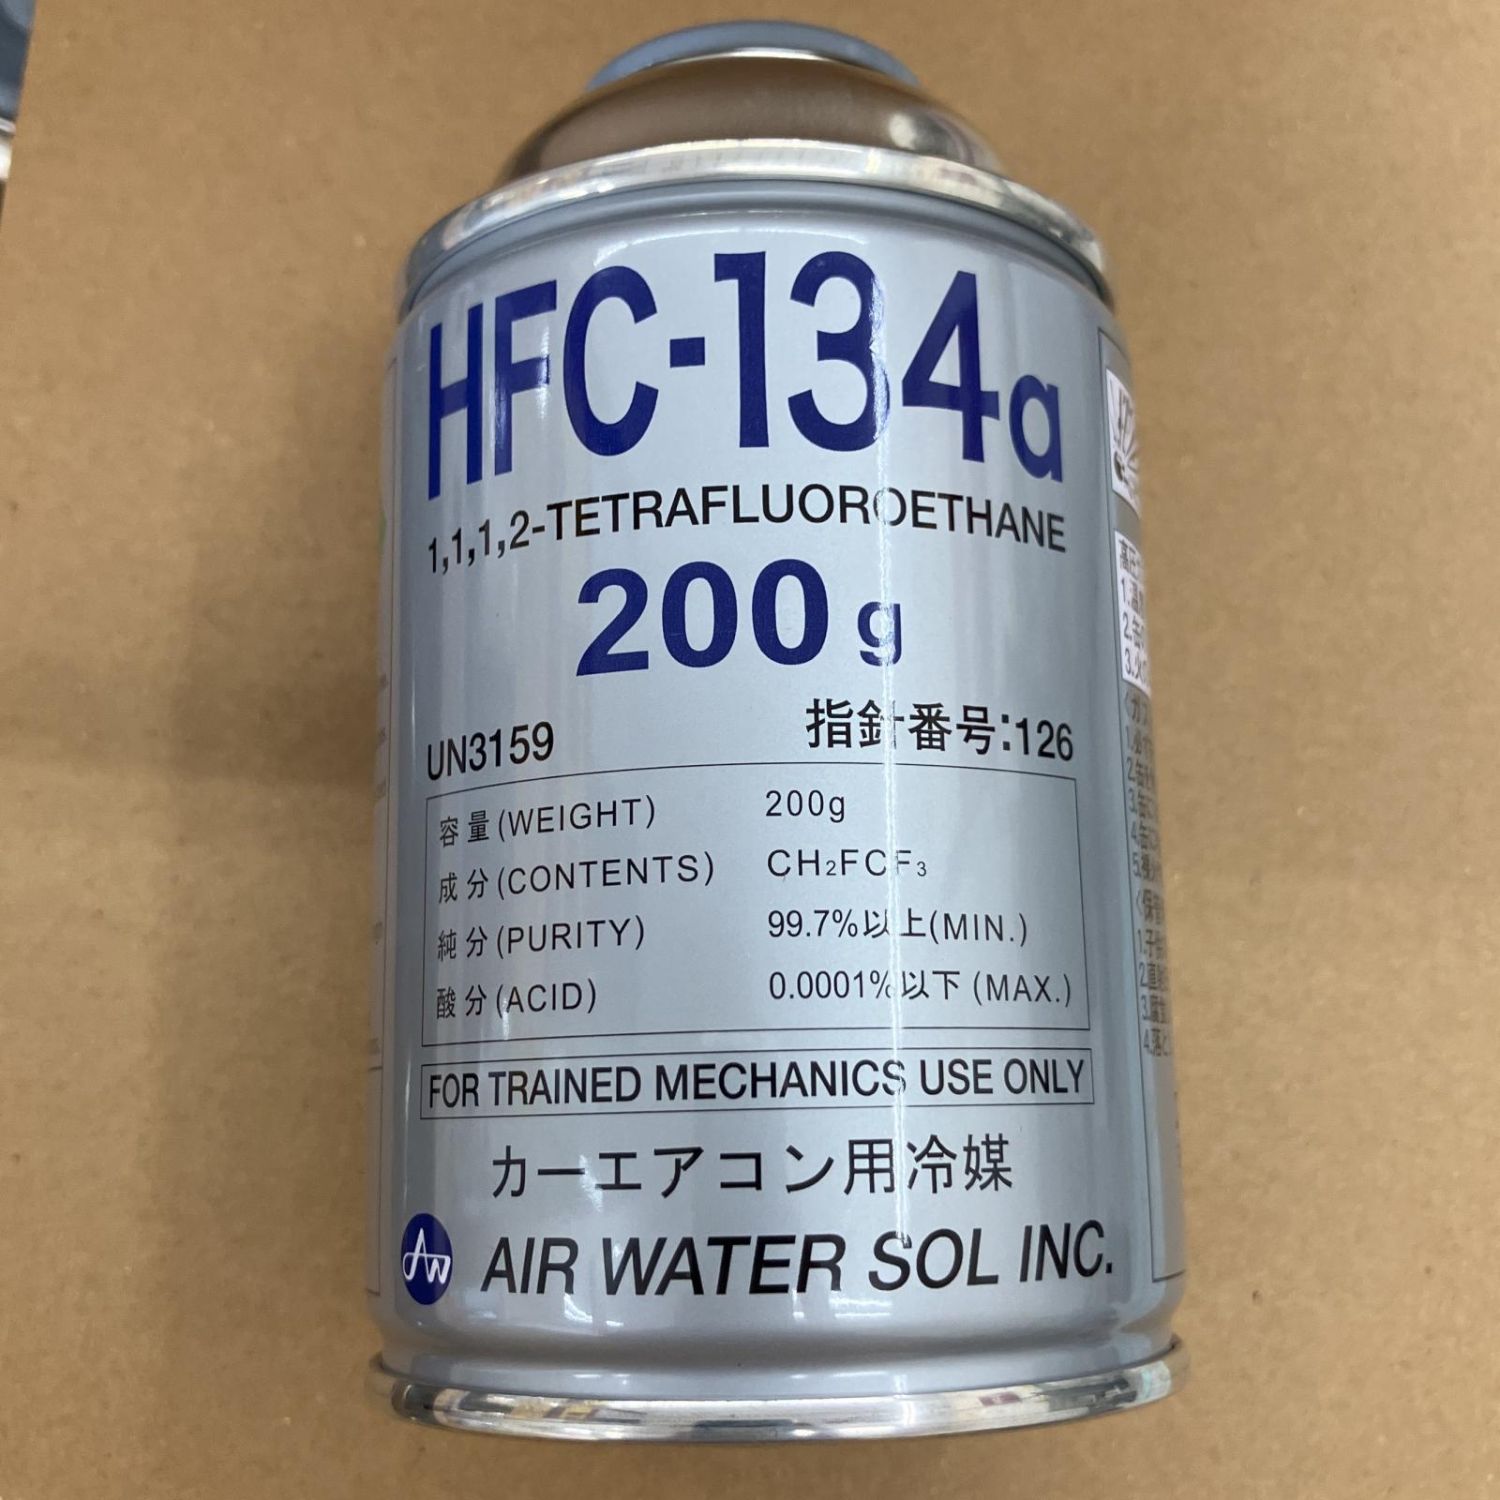 HFC-134a
1,1,1,2-TETRAFLUOROETHANE
200g
UN3159 指針番号:126
容量(WEIGHT) 200g
成分(CONTENTS) CH₂FCF₃
純分(PURITY) 99.7%以上(MIN.)
酸分(ACID) 0.0001%以下(MAX.)
FOR TRAINED MECHANICS USE ONLY
カーエアコン用冷媒
AW AIR WATER SOL INC.